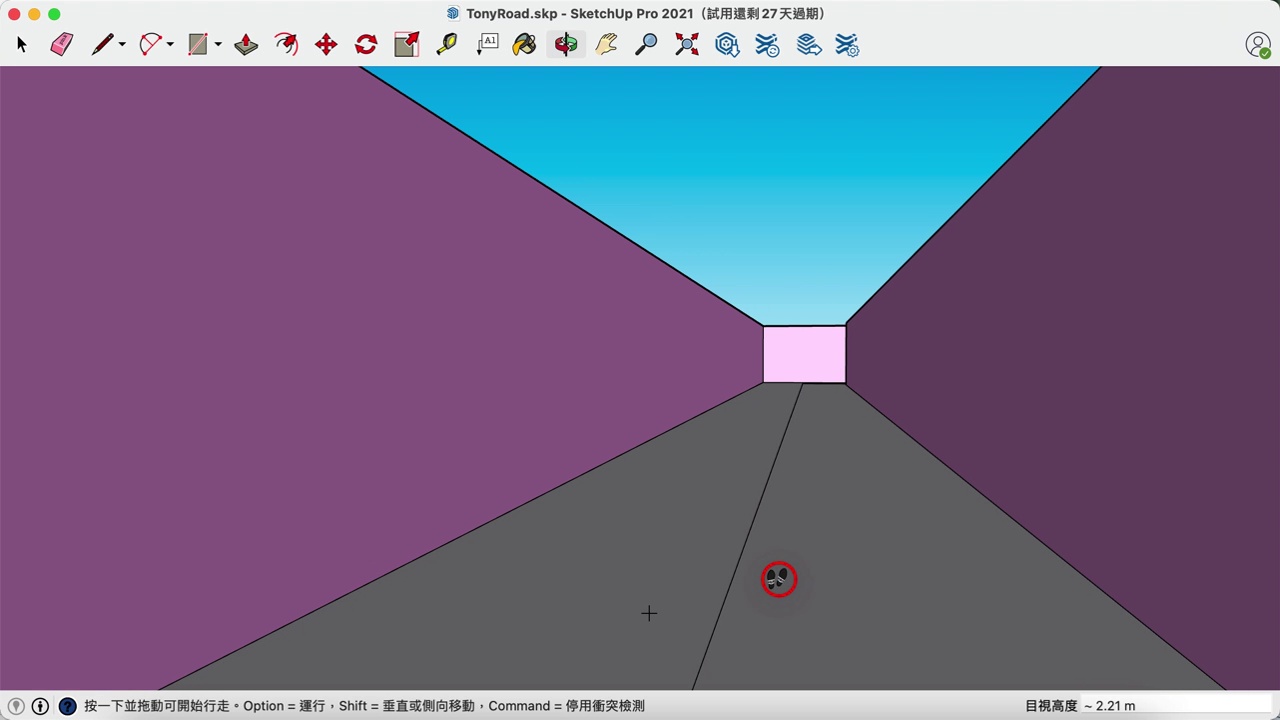 TonyRoad.skp - SketchUp Pro 2021（試用還剩 27 天過期）
A1
按一下並拖動可開始行走。Option = 運行，Shift = 垂直或側向移動，Command = 停用衝突檢測
目視高度 ~ 2.21 m